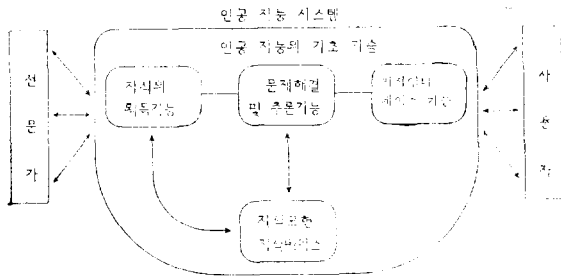 인공 지능 시스템
인공 지능의 기초 기술
전
문
가
지식의
획득기능
문제해결
및 추론기능
기능
사
용
자
지식표현
지식베이스